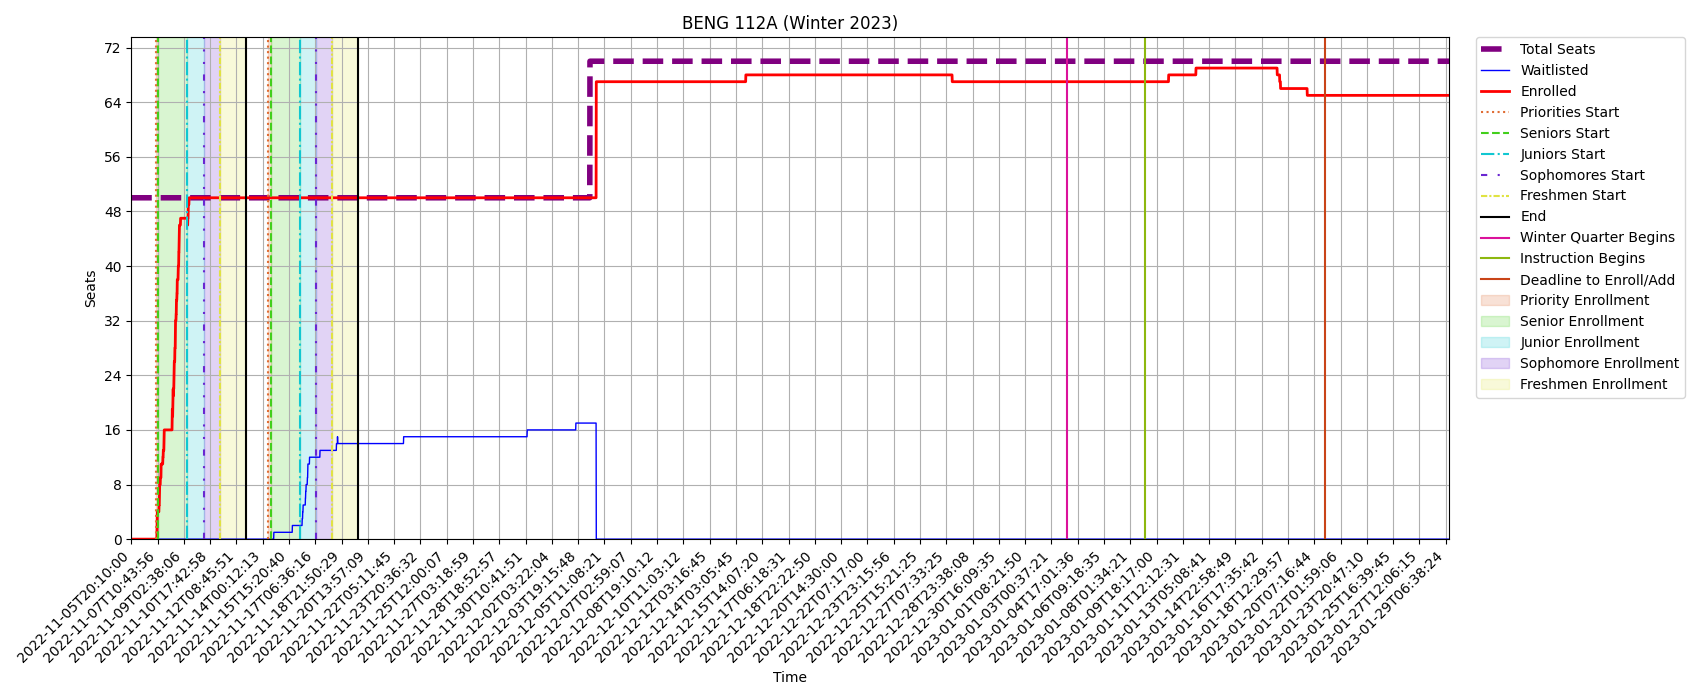 BENG 112A (Winter 2023)
Seats
72
64
56
48
40
32
24
16
8
0
2022-11-05T20:10:00
2022-11-07T10:43:56
2022-11-09T02:38:06
2022-11-10T17:42:58
2022-11-12T08:45:51
2022-11-14T00:12:13
2022-11-15T15:20:40
2022-11-17T06:36:16
2022-11-18T21:50:29
2022-11-20T13:57:09
2022-11-22T05:11:45
2022-11-23T20:36:32
2022-11-25T12:00:07
2022-11-27T03:18:59
2022-11-28T18:52:57
2022-11-30T10:41:51
2022-12-02T03:22:04
2022-12-03T19:15:48
2022-12-05T11:08:21
2022-12-07T02:59:07
2022-12-08T19:10:12
2022-12-10T11:03:12
2022-12-12T03:16:45
2022-12-14T03:05:45
2022-12-15T14:07:20
2022-12-17T06:18:31
2022-12-18T22:22:50
2022-12-20T14:30:00
2022-12-22T07:17:00
2022-12-23T23:15:56
2022-12-25T15:21:25
2022-12-27T07:33:25
2022-12-28T23:38:08
2022-12-30T16:09:35
2023-01-01T08:21:50
2023-01-03T00:37:21
2023-01-04T17:01:36
2023-01-06T09:18:35
2023-01-08T01:34:21
2023-01-09T18:17:00
2023-01-11T12:12:31
2023-01-13T05:08:41
2023-01-14T22:58:49
2023-01-16T17:35:42
2023-01-18T12:29:57
2023-01-20T07:16:44
2023-01-22T01:59:06
2023-01-23T20:47:10
2023-01-25T16:39:45
2023-01-27T12:06:15
2023-01-29T06:38:24
Time
Total Seats
Waitlisted
Enrolled
Priorities Start
Seniors Start
Juniors Start
Sophomores Start
Freshmen Start
End
Winter Quarter Begins
Instruction Begins
Deadline to Enroll/Add
Priority Enrollment
Senior Enrollment
Junior Enrollment
Sophomore Enrollment
Freshmen Enrollment